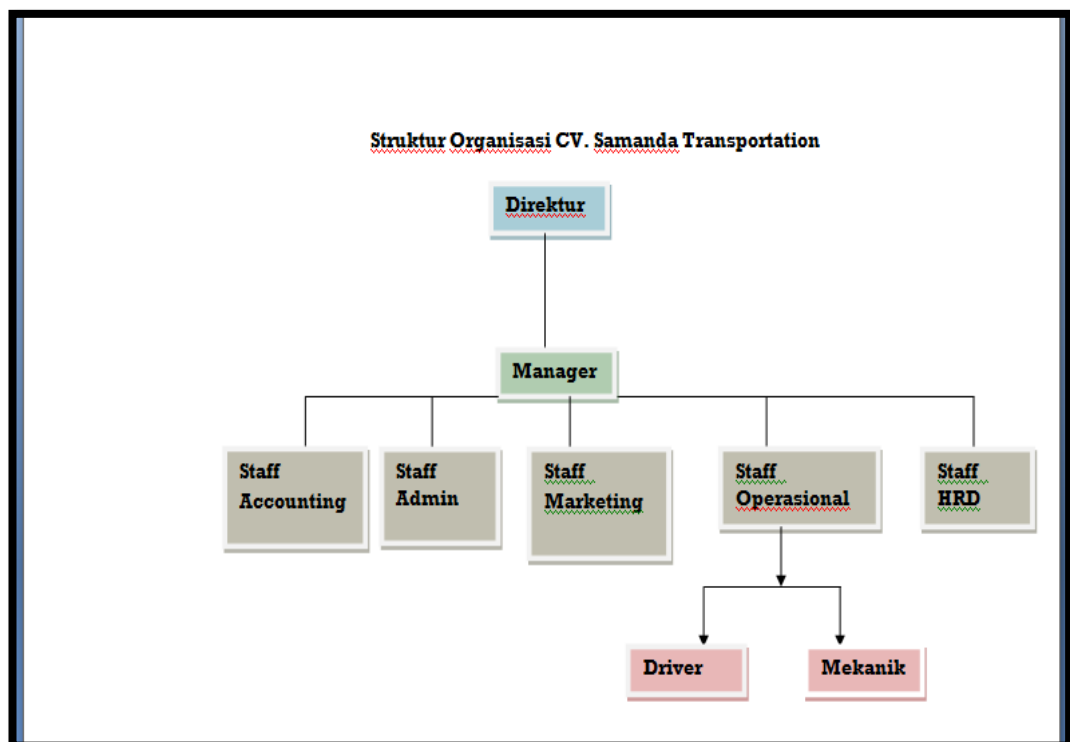 Struktur Organisasi CV. Samanda Transportation
Direktur
Manager
Staff
Accounting
Staff
Admin
Staff
Marketing
Staff
Operasional
Staff
HRD
Driver
Mekanik